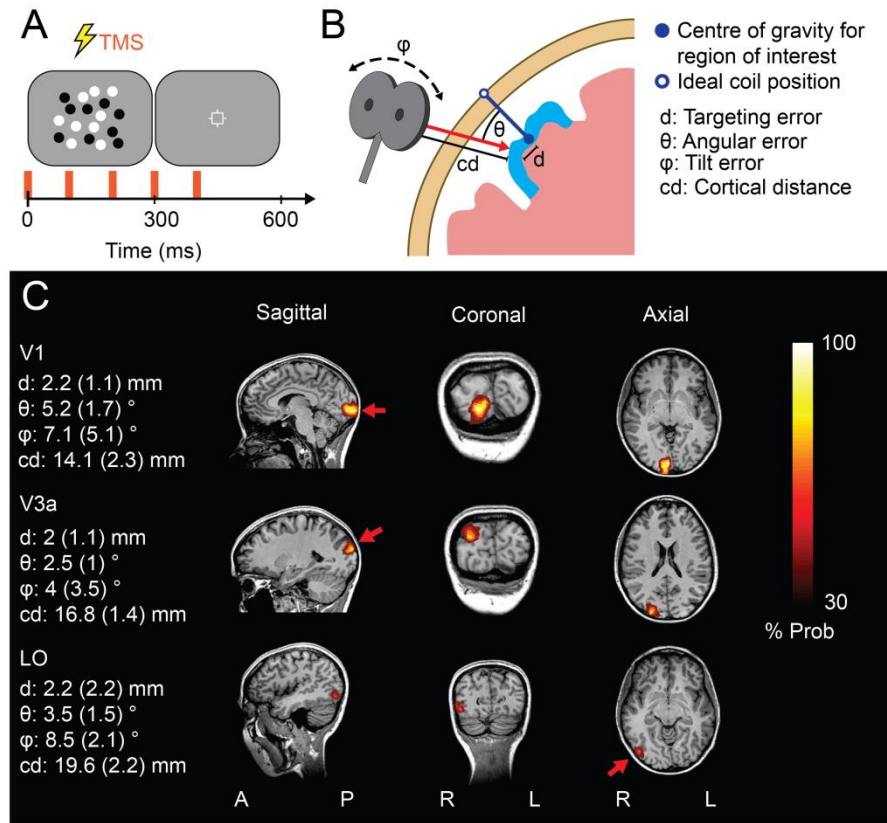 A
TMS
0
300
600
Time (ms)
B
φ
θ
cd
d
Centre of gravity for
region of interest
Ideal coil position
d: Targeting error
θ: Angular error
φ: Tilt error
cd: Cortical distance
C
Sagittal
Coronal
Axial
V1
d: 2.2 (1.1) mm
θ: 5.2 (1.7) °
φ: 7.1 (5.1) °
cd: 14.1 (2.3) mm
V3a
d: 2 (1.1) mm
θ: 2.5 (1) °
φ: 4 (3.5) °
cd: 16.8 (1.4) mm
LO
d: 2.2 (2.2) mm
θ: 3.5 (1.5) °
φ: 8.5 (2.1) °
cd: 19.6 (2.2) mm
A
P
R
L
R
L
100
30
% Prob